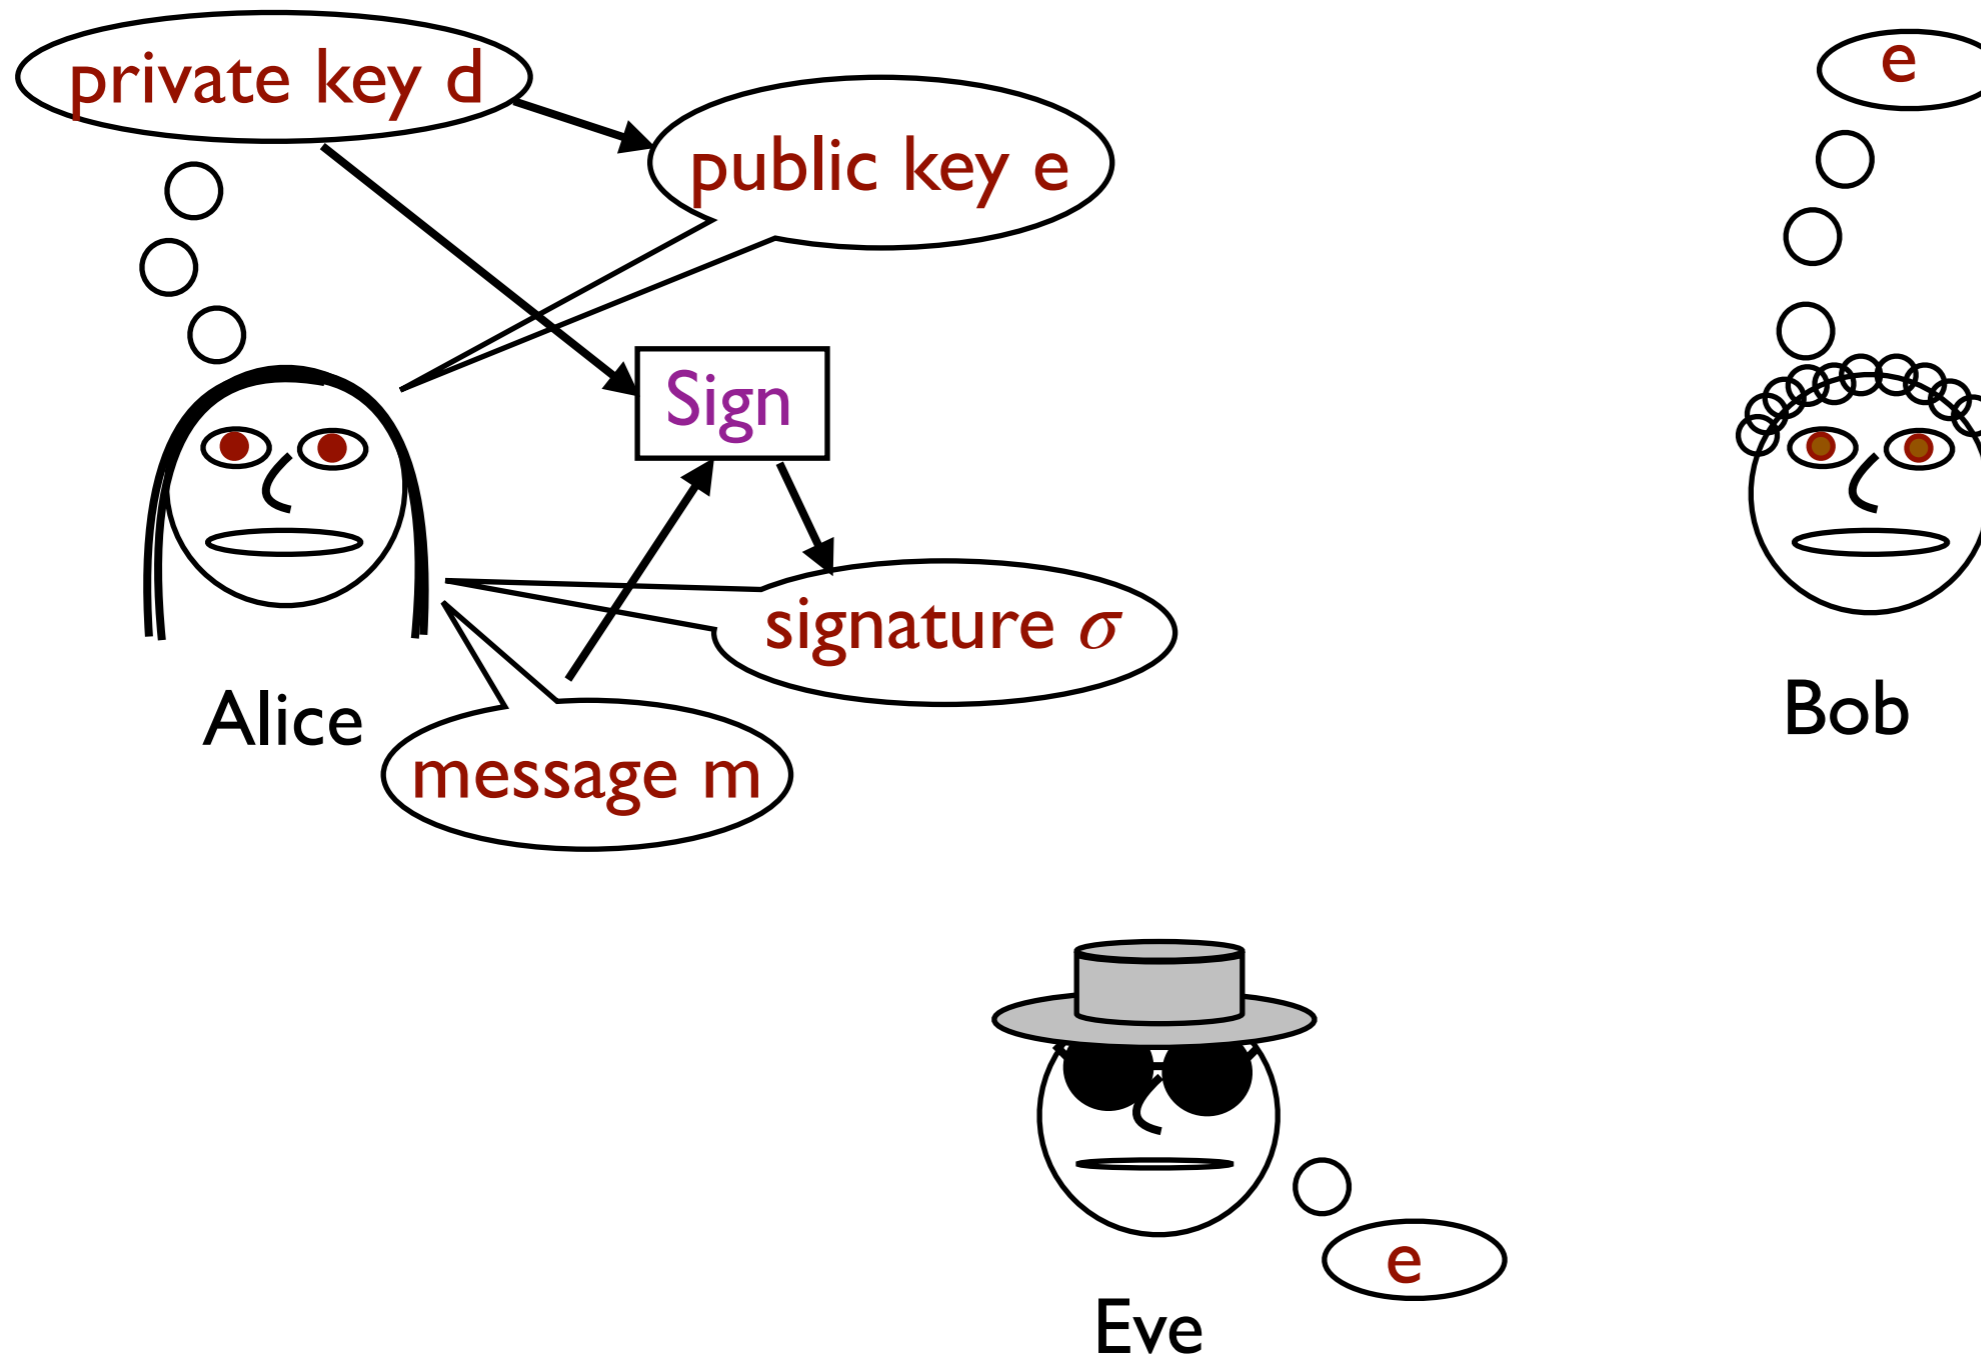 private key d
e
public key e
Sign
signature σ
Alice
Bob
message m
e
Eve